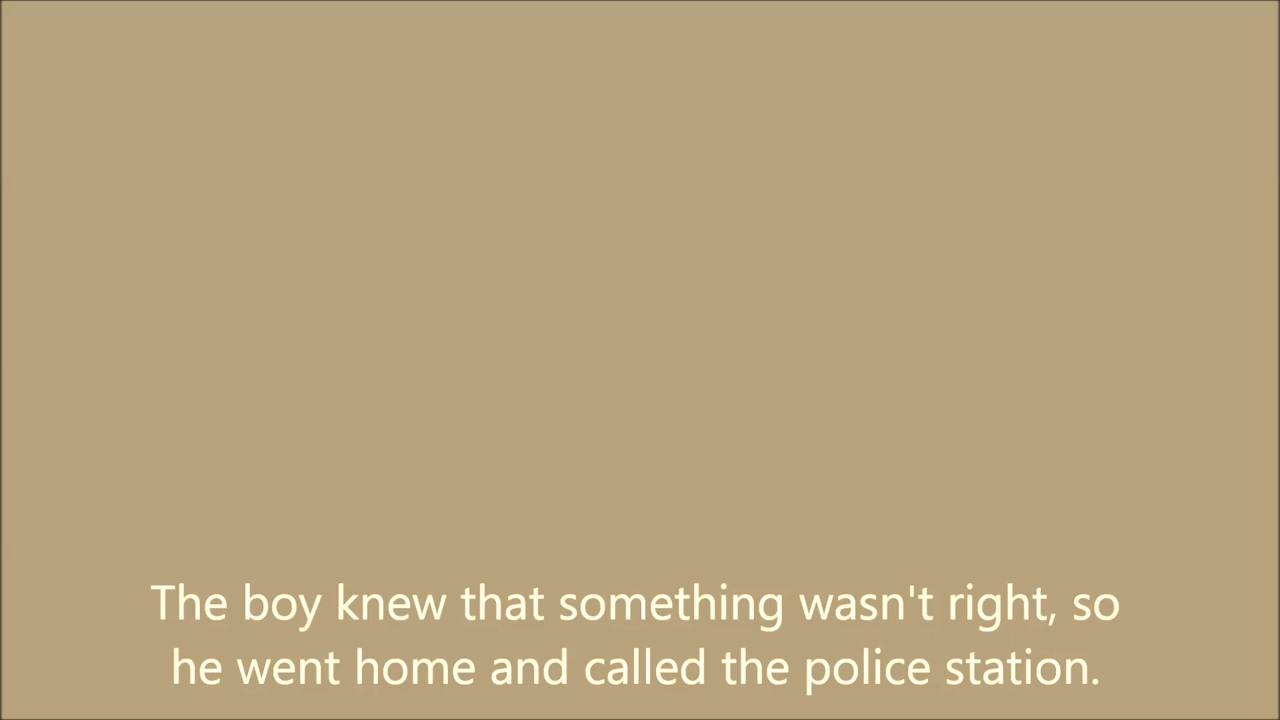 The boy knew that something wasn't right, so
he went home and called the police station.